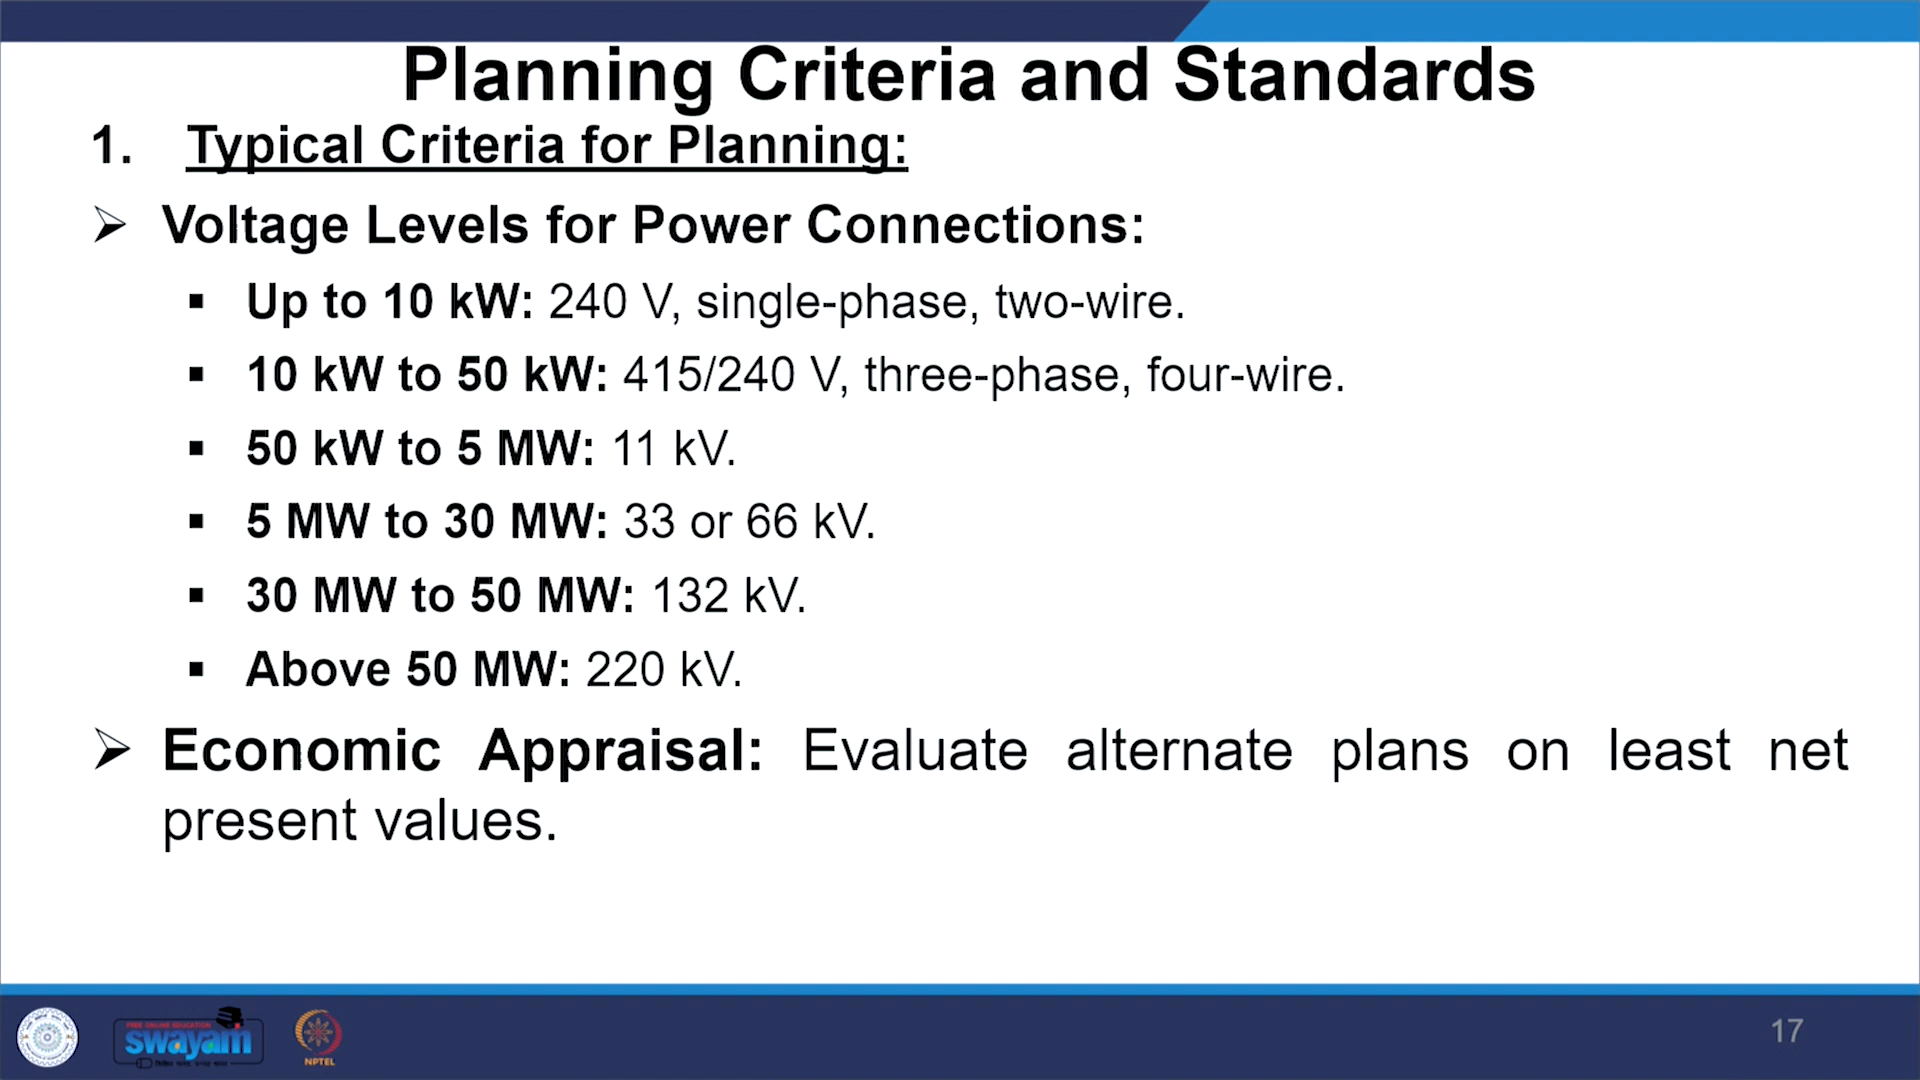 Planning Criteria and Standards
1. Typical Criteria for Planning:
➢ Voltage Levels for Power Connections:
▪ Up to 10 kW: 240 V, single-phase, two-wire.
▪ 10 kW to 50 kW: 415/240 V, three-phase, four-wire.
▪ 50 kW to 5 MW: 11 kV.
▪ 5 MW to 30 MW: 33 or 66 kV.
▪ 30 MW to 50 MW: 132 kV.
▪ Above 50 MW: 220 kV.
➢ Economic Appraisal: Evaluate alternate plans on least net
present values.
FREE ONLINE EDUCATION
swayam
NPTEL
17